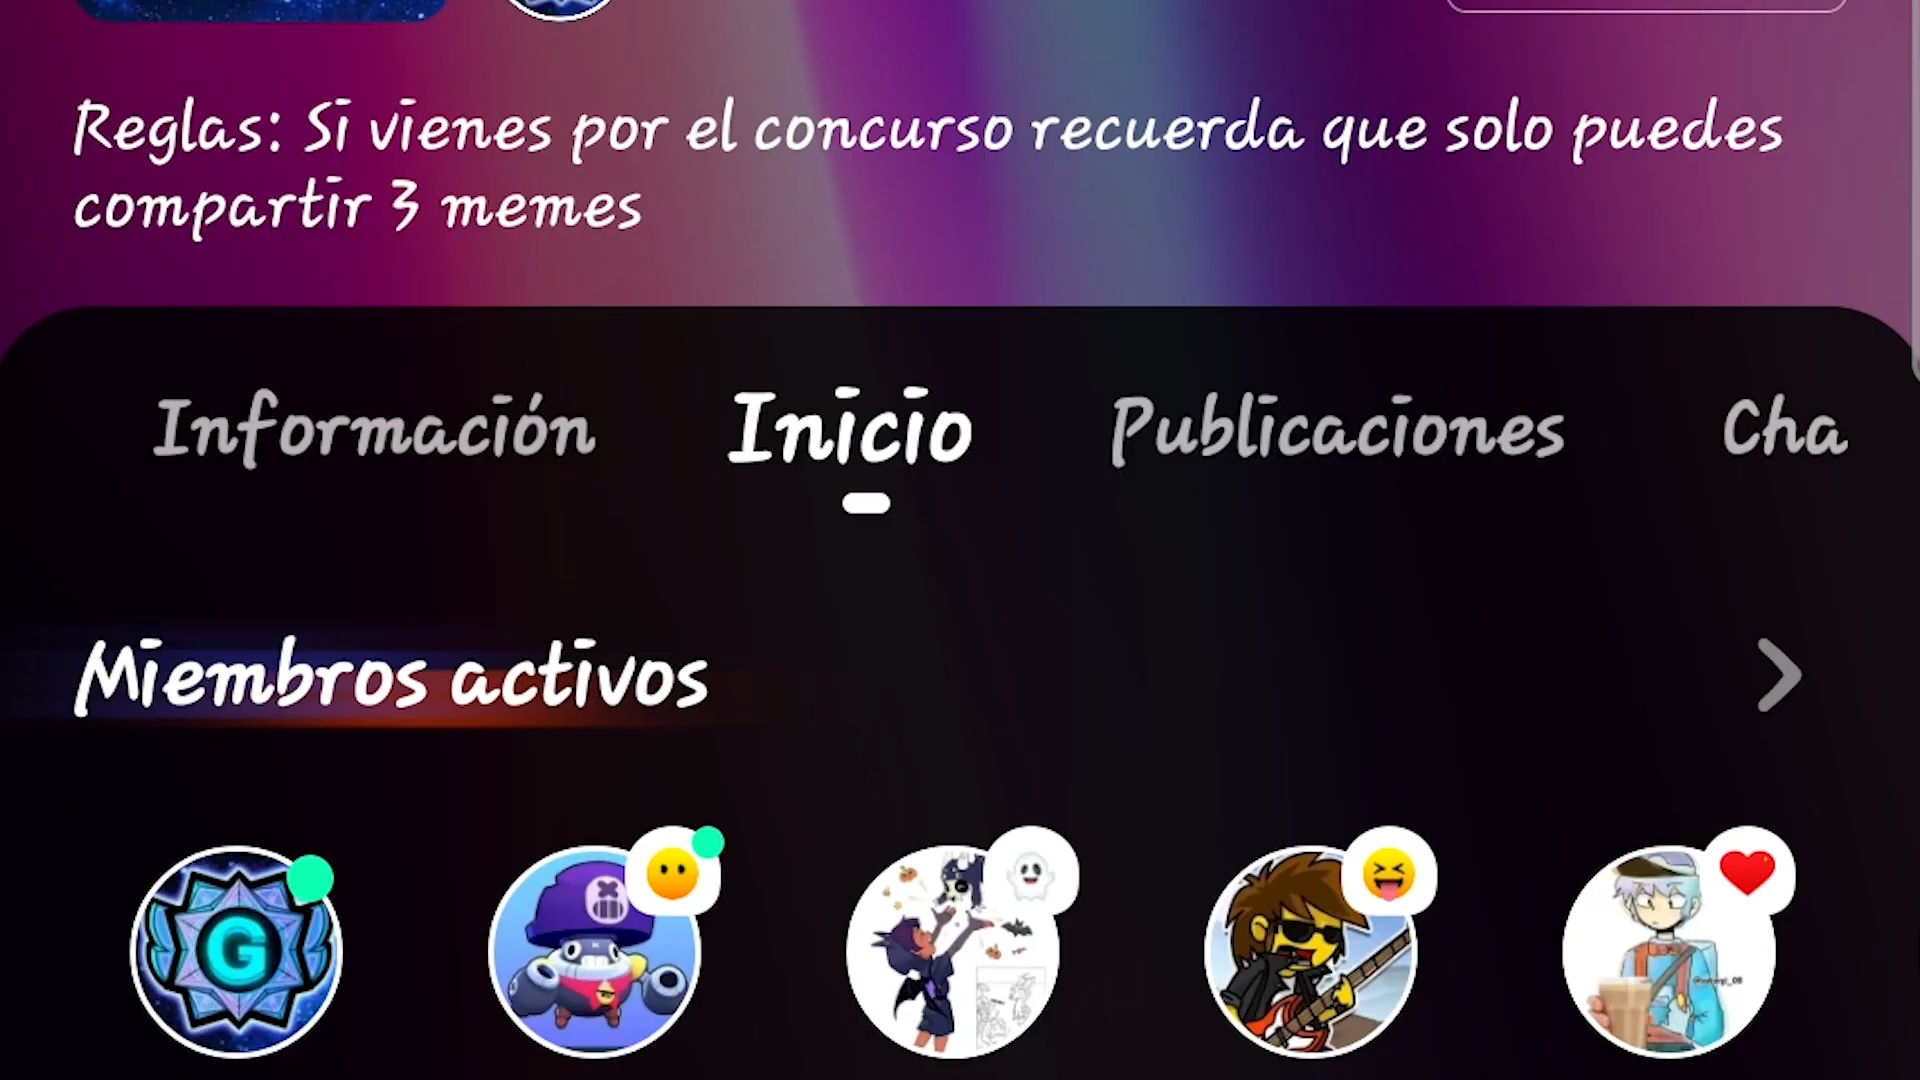 Reglas: Si vienes por el concurso recuerda que solo puedes
compartir 3 memes
Información Inicio Publicaciones Cha
Miembros activos
G